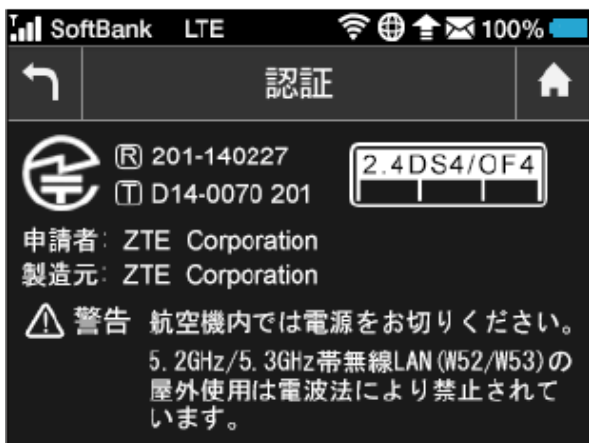 SoftBank LTE 100%
認証
R 201-140227
T D14-0070 201
2.4DS4/OF4
申請者: ZTE Corporation
製造元: ZTE Corporation
警告 航空機内では電源をお切りください。
5.2GHz/5.3GHz帯無線LAN(W52/W53)の
屋外使用は電波法により禁止されて
います。